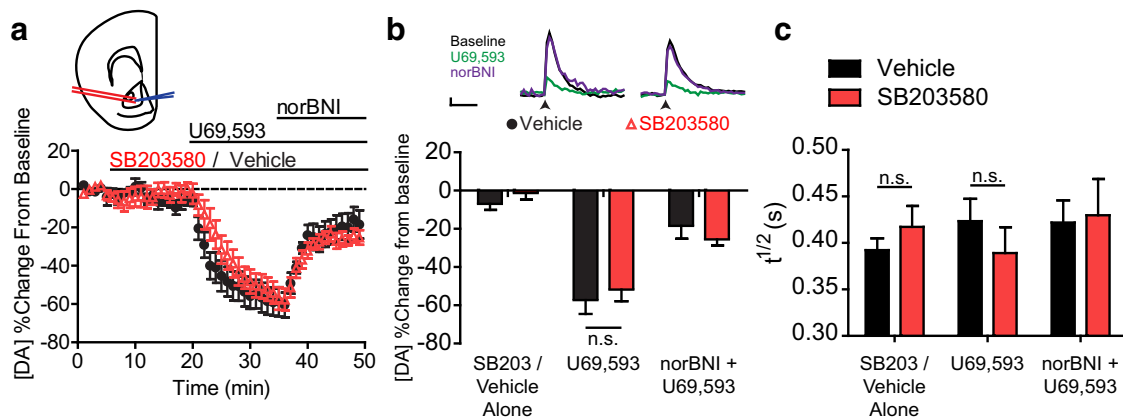 a
norBNI
U69,593
SB203580 / Vehicle
[DA] %Change From Baseline
20
0
-20
-40
-60
-80
0 10 20 30 40 50
Time (min)
b
Baseline
U69,593
norBNI
Vehicle SB203580
[DA] %Change from baseline
20
0
-20
-40
-60
-80
n.s.
SB203 / Vehicle Alone
U69,593
norBNI + U69,593
c
Vehicle
SB203580
t1/2 (s)
0.50
0.45
0.40
0.35
0.30
n.s. n.s.
SB203 / Vehicle Alone
U69,593
norBNI + U69,593